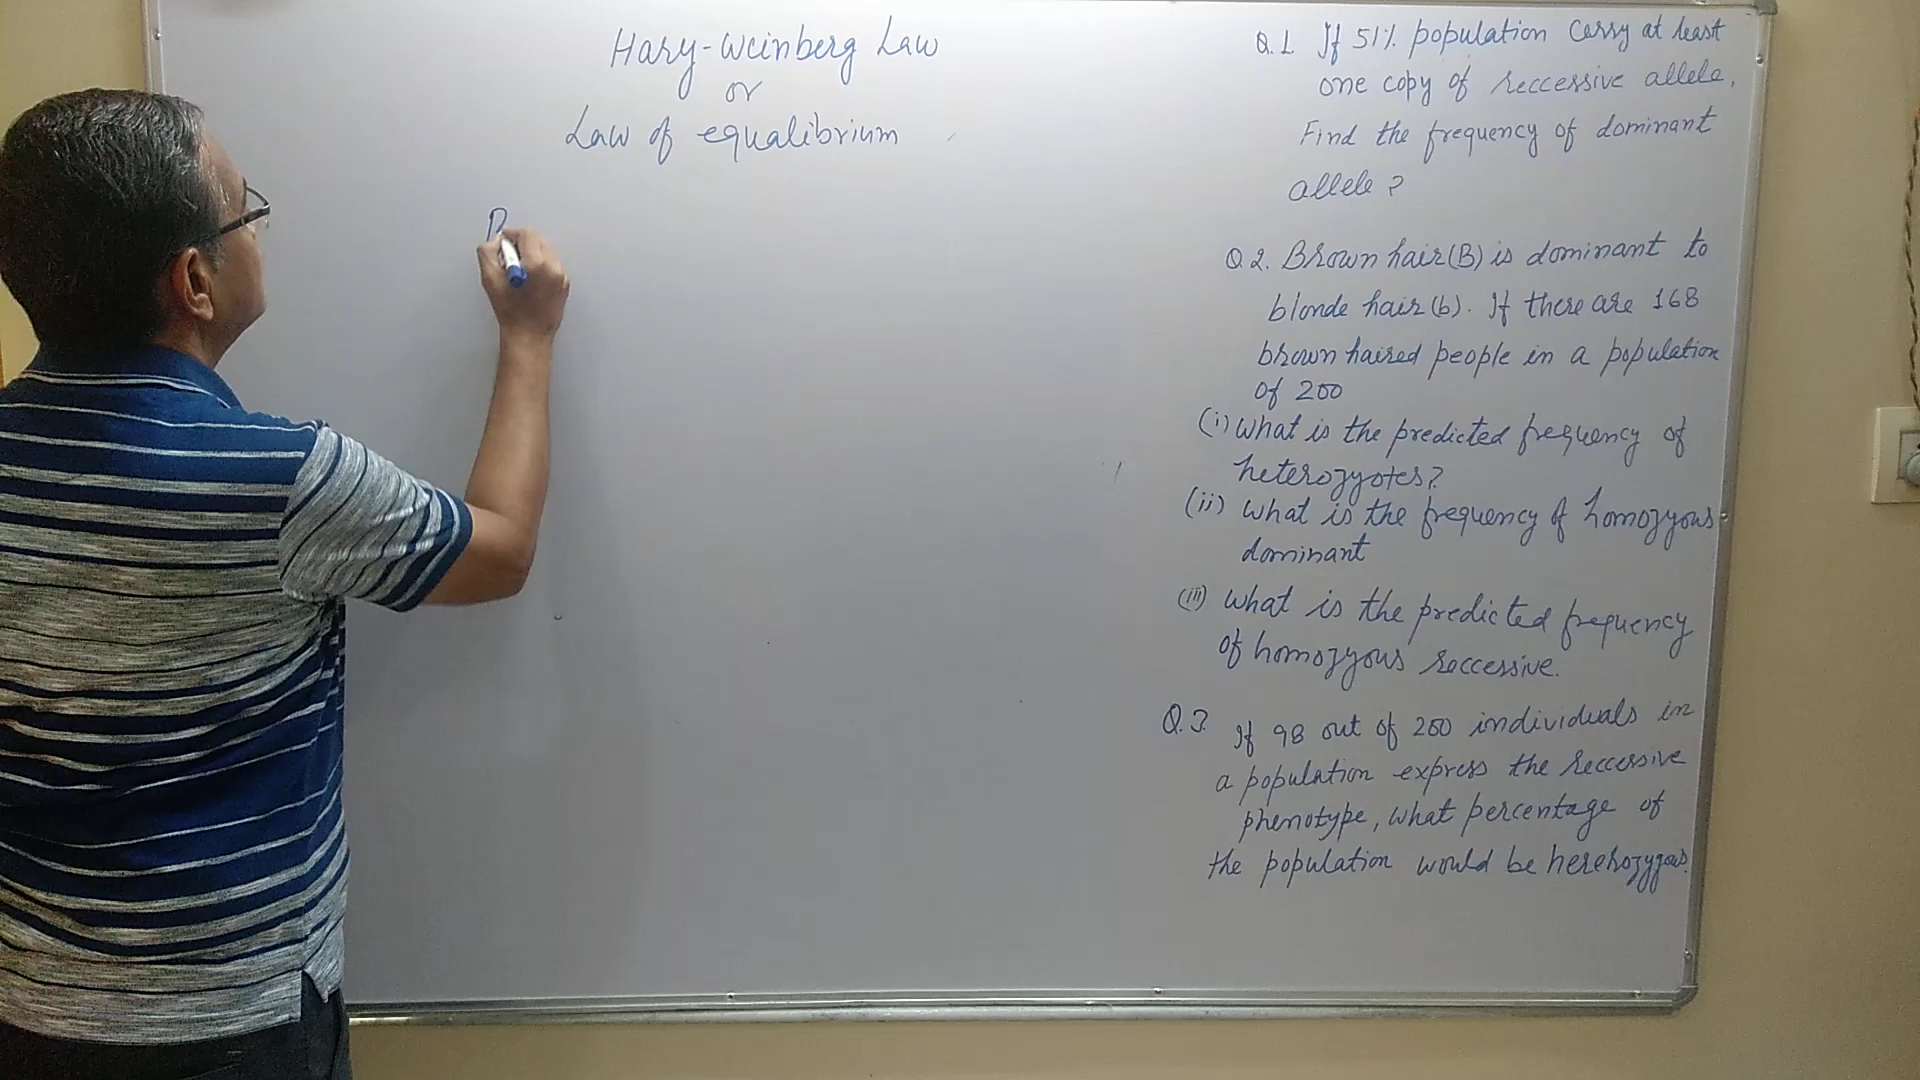 Hary-Weinberg Law
or
Law of equalibrium
P
Q.1. If 51% population carry at least
one copy of reccessive allele.
Find the frequency of dominant
allele ?
Q.2. Brown hair(B) is dominant to
blonde hair(b). If there are 168
brown haired people in a population
of 200
(i) What is the predicted frequency of
heterozyotes?
(ii) What is the frequency of homozyous
dominant
(iii) What is the predicted frequency
of homozyous reccessive.
Q.3. If 98 out of 200 individuals in
a population express the reccessive
phenotype, what percentage of
the population would be herehozygous.